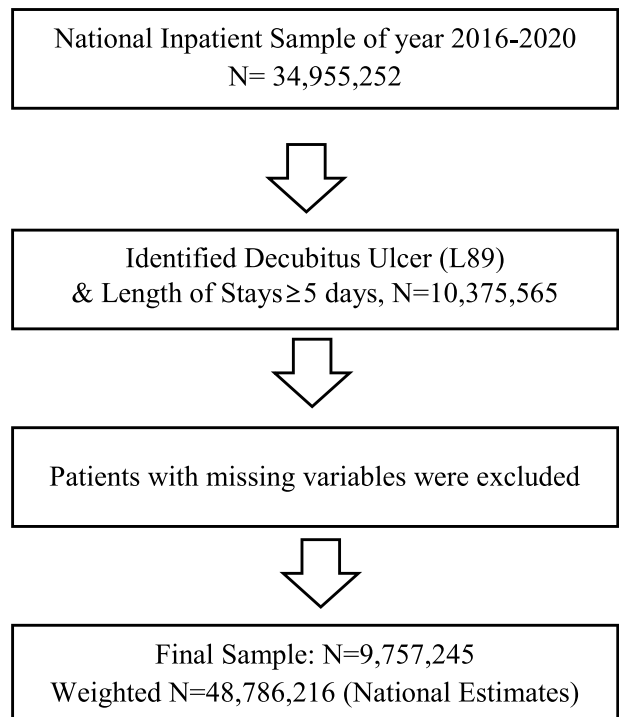 National Inpatient Sample of year 2016-2020
N= 34,955,252
Identified Decubitus Ulcer (L89)
& Length of Stays≥5 days, N=10,375,565
Patients with missing variables were excluded
Final Sample: N=9,757,245
Weighted N=48,786,216 (National Estimates)